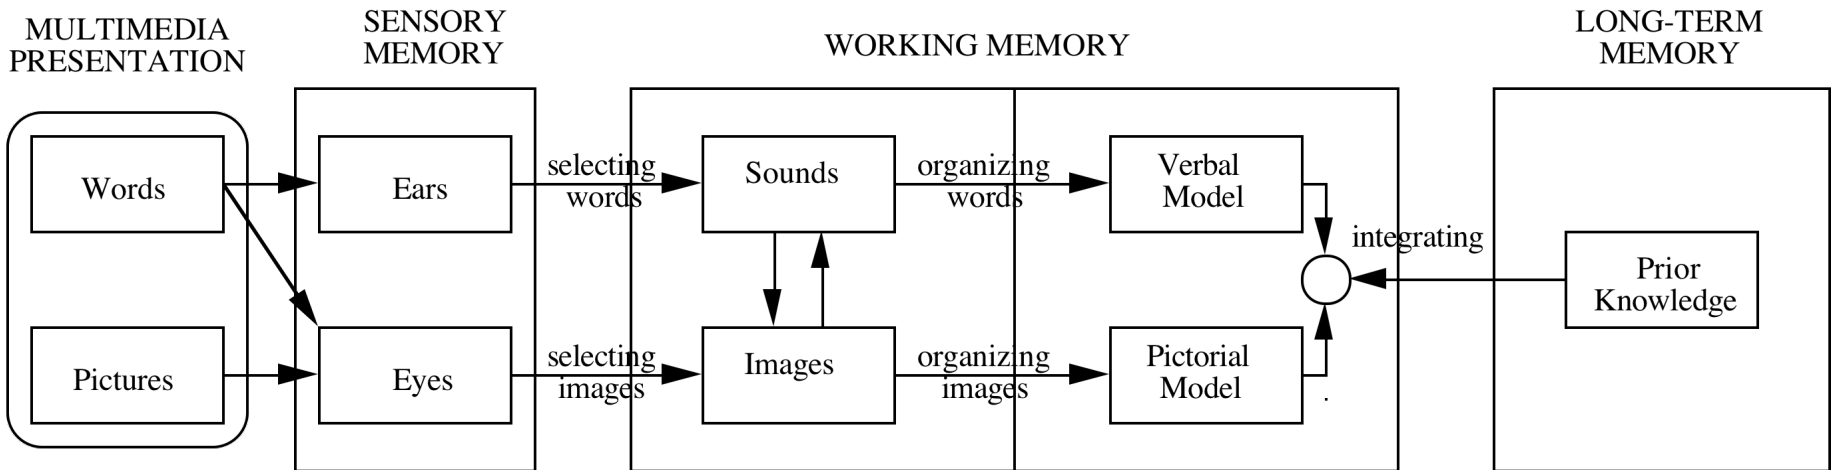 MULTIMEDIA
PRESENTATION
SENSORY
MEMORY
WORKING MEMORY
LONG-TERM
MEMORY
Words
Ears
selecting
words
Sounds
organizing
words
Verbal
Model
integrating
Prior
Knowledge
Pictures
Eyes
selecting
images
Images
organizing
images
Pictorial
Model
.